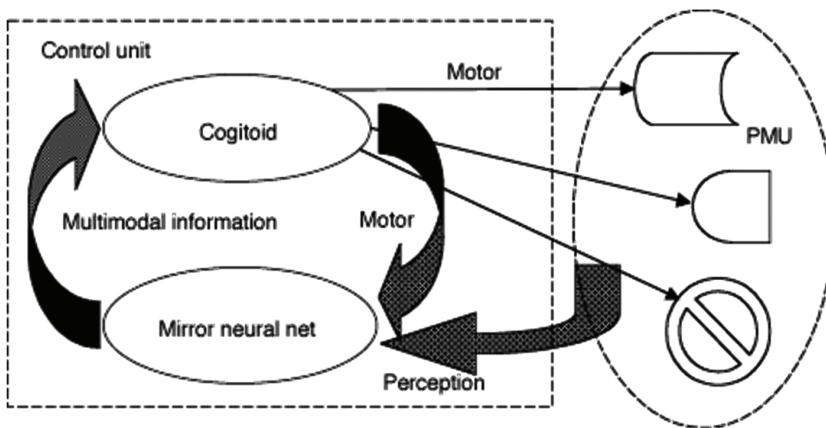 Control unit
Motor
Cogitoid
PMU
Multimodal information
Motor
Mirror neural net
Perception